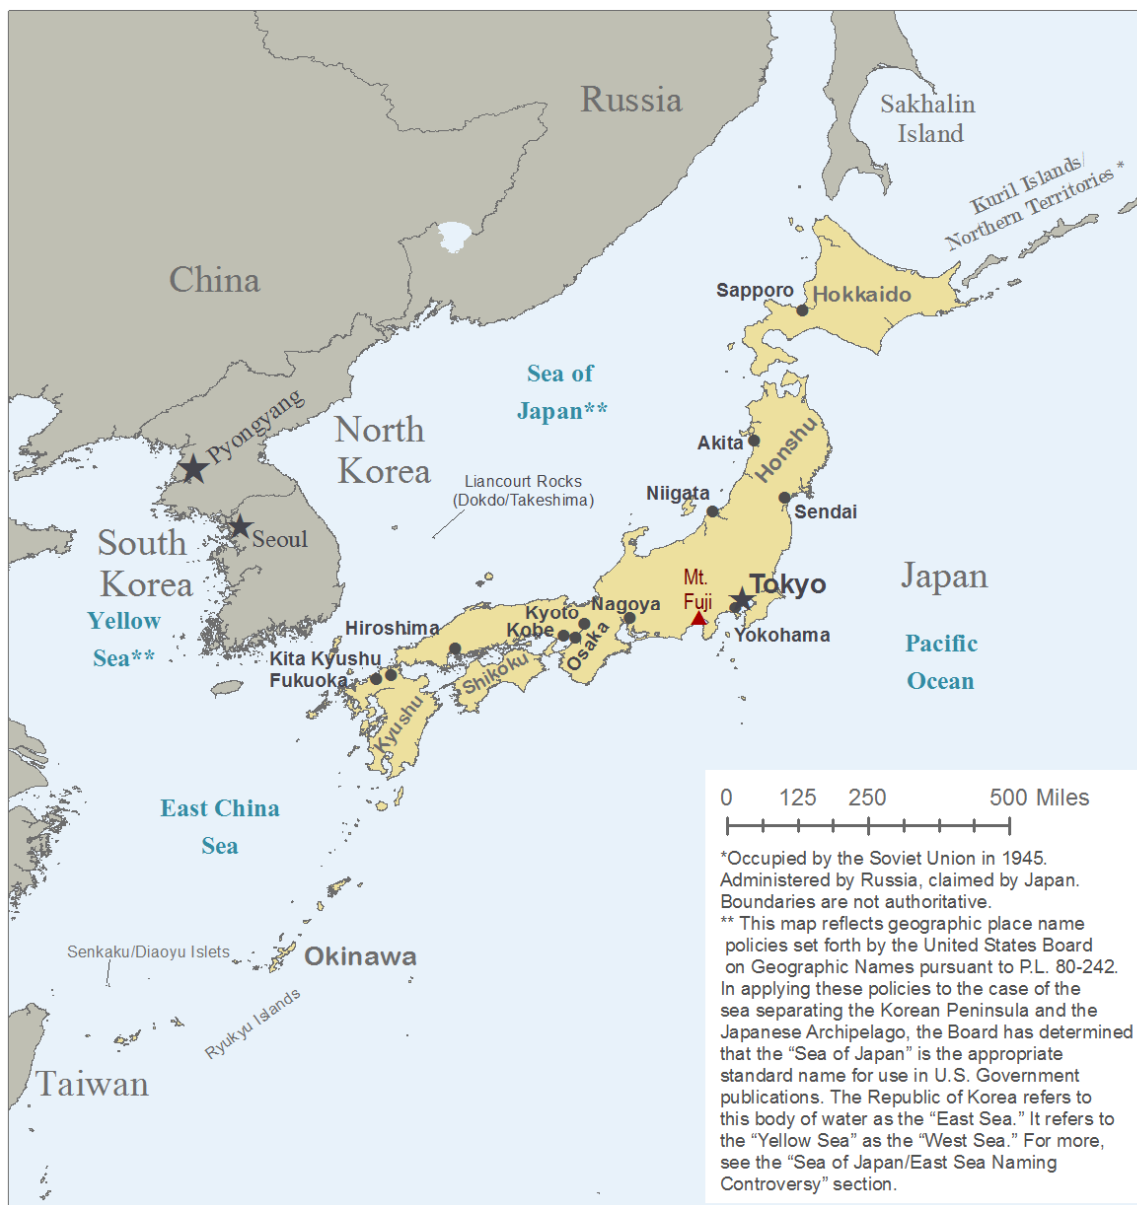 Russia
Sakhalin
Island
Kuril Islands/
Northern Territories *
China
Sapporo
Hokkaido
Sea of
Japan**
Pyongyang
North
Korea
Akita
Honshu
Liancourt Rocks
(Dokdo/Takeshima)
Niigata
Sendai
South
Korea
Seoul
Japan
Mt.
Fuji
Tokyo
Yellow
Sea**
Hiroshima
Kyoto
Nagoya
Kobe
Osaka
Yokohama
Pacific
Ocean
Kita Kyushu
Fukuoka
Shikoku
Kyushu
East China
Sea
0 125 250 500 Miles
*Occupied by the Soviet Union in 1945.
Administered by Russia, claimed by Japan.
Boundaries are not authoritative.
** This map reflects geographic place name
policies set forth by the United States Board
on Geographic Names pursuant to P.L. 80-242.
In applying these policies to the case of the
sea separating the Korean Peninsula and the
Japanese Archipelago, the Board has determined
that the “Sea of Japan” is the appropriate
standard name for use in U.S. Government
publications. The Republic of Korea refers to
this body of water as the “East Sea.” It refers to
the “Yellow Sea” as the “West Sea.” For more,
see the “Sea of Japan/East Sea Naming
Controversy” section.
Senkaku/Diaoyu Islets
Okinawa
Ryukyu Islands
Taiwan